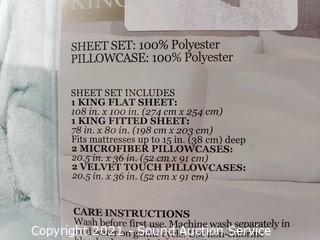 KING
SHEET SET: 100% Polyester
PILLOWCASE: 100% Polyester
SHEET SET INCLUDES
1 KING FLAT SHEET:
108 in. x 100 in. (274 cm x 254 cm)
1 KING FITTED SHEET:
78 in. x 80 in. (198 cm x 203 cm)
Fits mattresses up to 15 in. (38 cm) deep
2 MICROFIBER PILLOWCASES:
20.5 in. x 36 in. (52 cm x 91 cm)
2 VELVET TOUCH PILLOWCASES:
20.5 in. x 36 in. (52 cm x 91 cm)
CARE INSTRUCTIONS
Wash before first use. Machine wash separately in
Copyright 2021 - Sound Auction Service